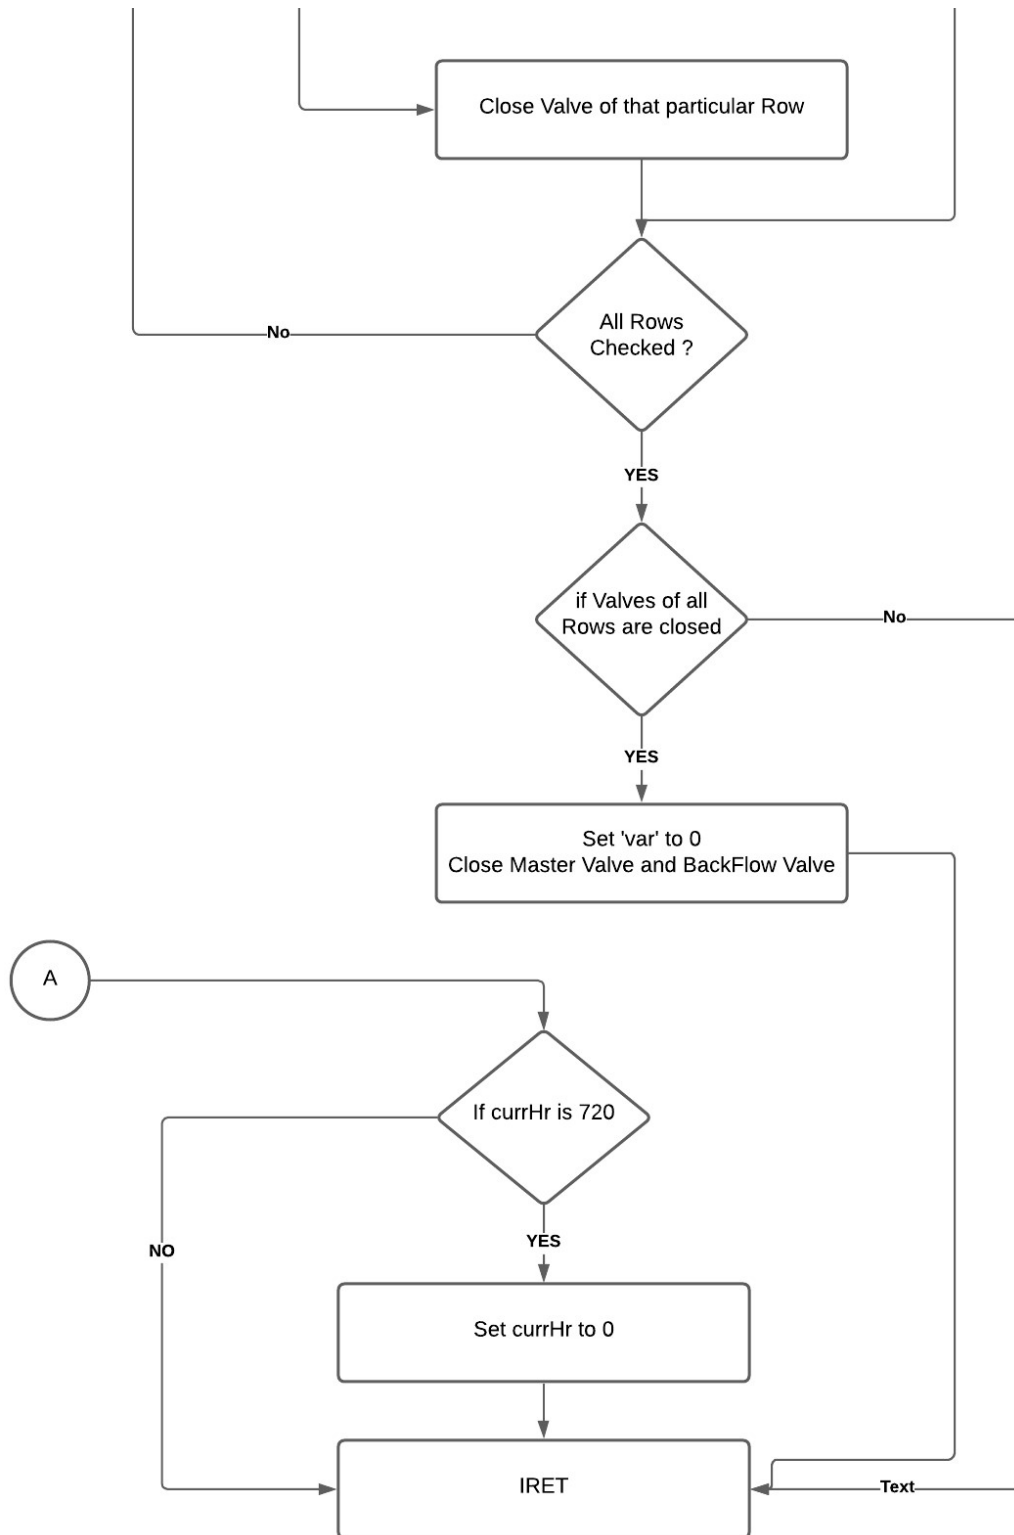 Close Valve of that particular Row
All Rows
Checked ?
No
YES
if Valves of all
Rows are closed
No
YES
Set 'var' to 0
Close Master Valve and BackFlow Valve
A
If currHr is 720
NO
YES
Set currHr to 0
IRET
Text